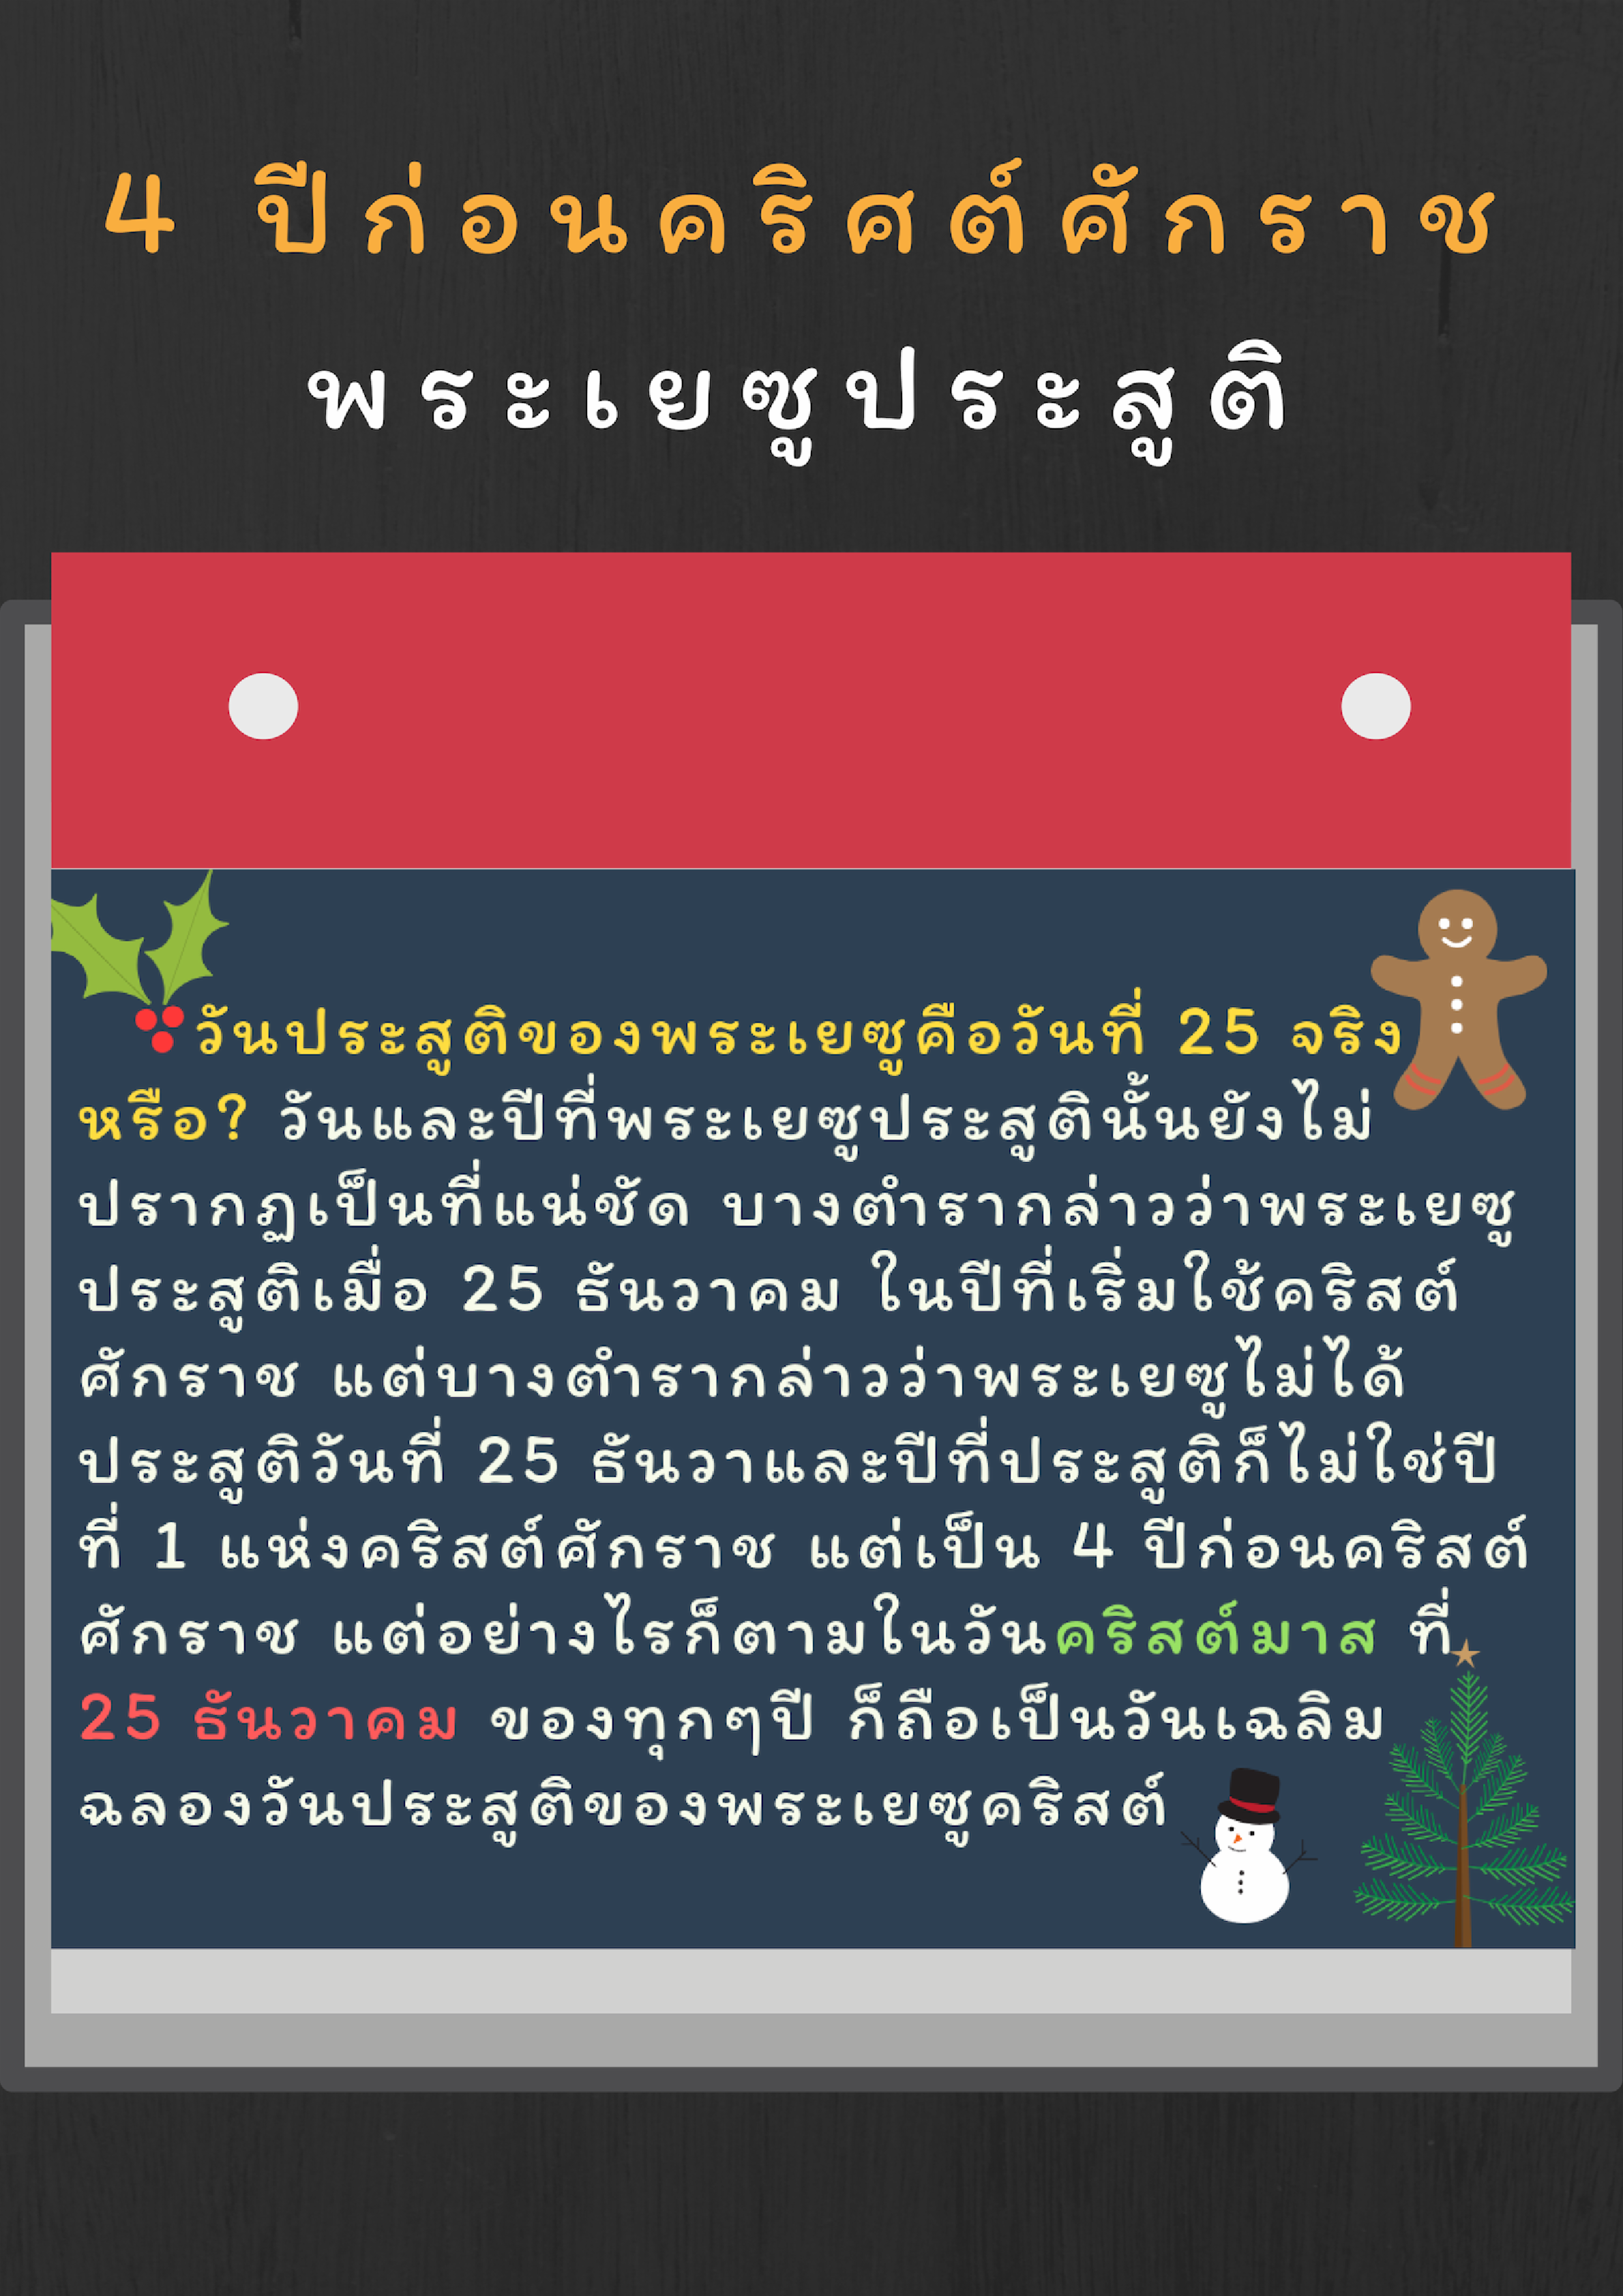 4 ปีก่อนคริศต์ศักราช
พระเยซูประสูติ
วันประสูติของพระเยซูคือวันที่ 25 จริง
หรือ? วันและปีที่พระเยซูประสูตินั้นยังไม่
ปรากฏเป็นที่แน่ชัด บางตำรากล่าวว่าพระเยซู
ประสูติเมื่อ 25 ธันวาคม ในปีที่เริ่มใช้คริสต์
ศักราช แต่บางตำรากล่าวว่าพระเยซูไม่ได้
ประสูติวันที่ 25 ธันวาและปีที่ประสูติก็ไม่ใช่ปี
ที่ 1 แห่งคริสต์ศักราช แต่เป็น 4 ปีก่อนคริสต์
ศักราช แต่อย่างไรก็ตามในวันคริสต์มาส ที่
25 ธันวาคม ของทุกๆปี ก็ถือเป็นวันเฉลิม
ฉลองวันประสูติของพระเยซูคริสต์